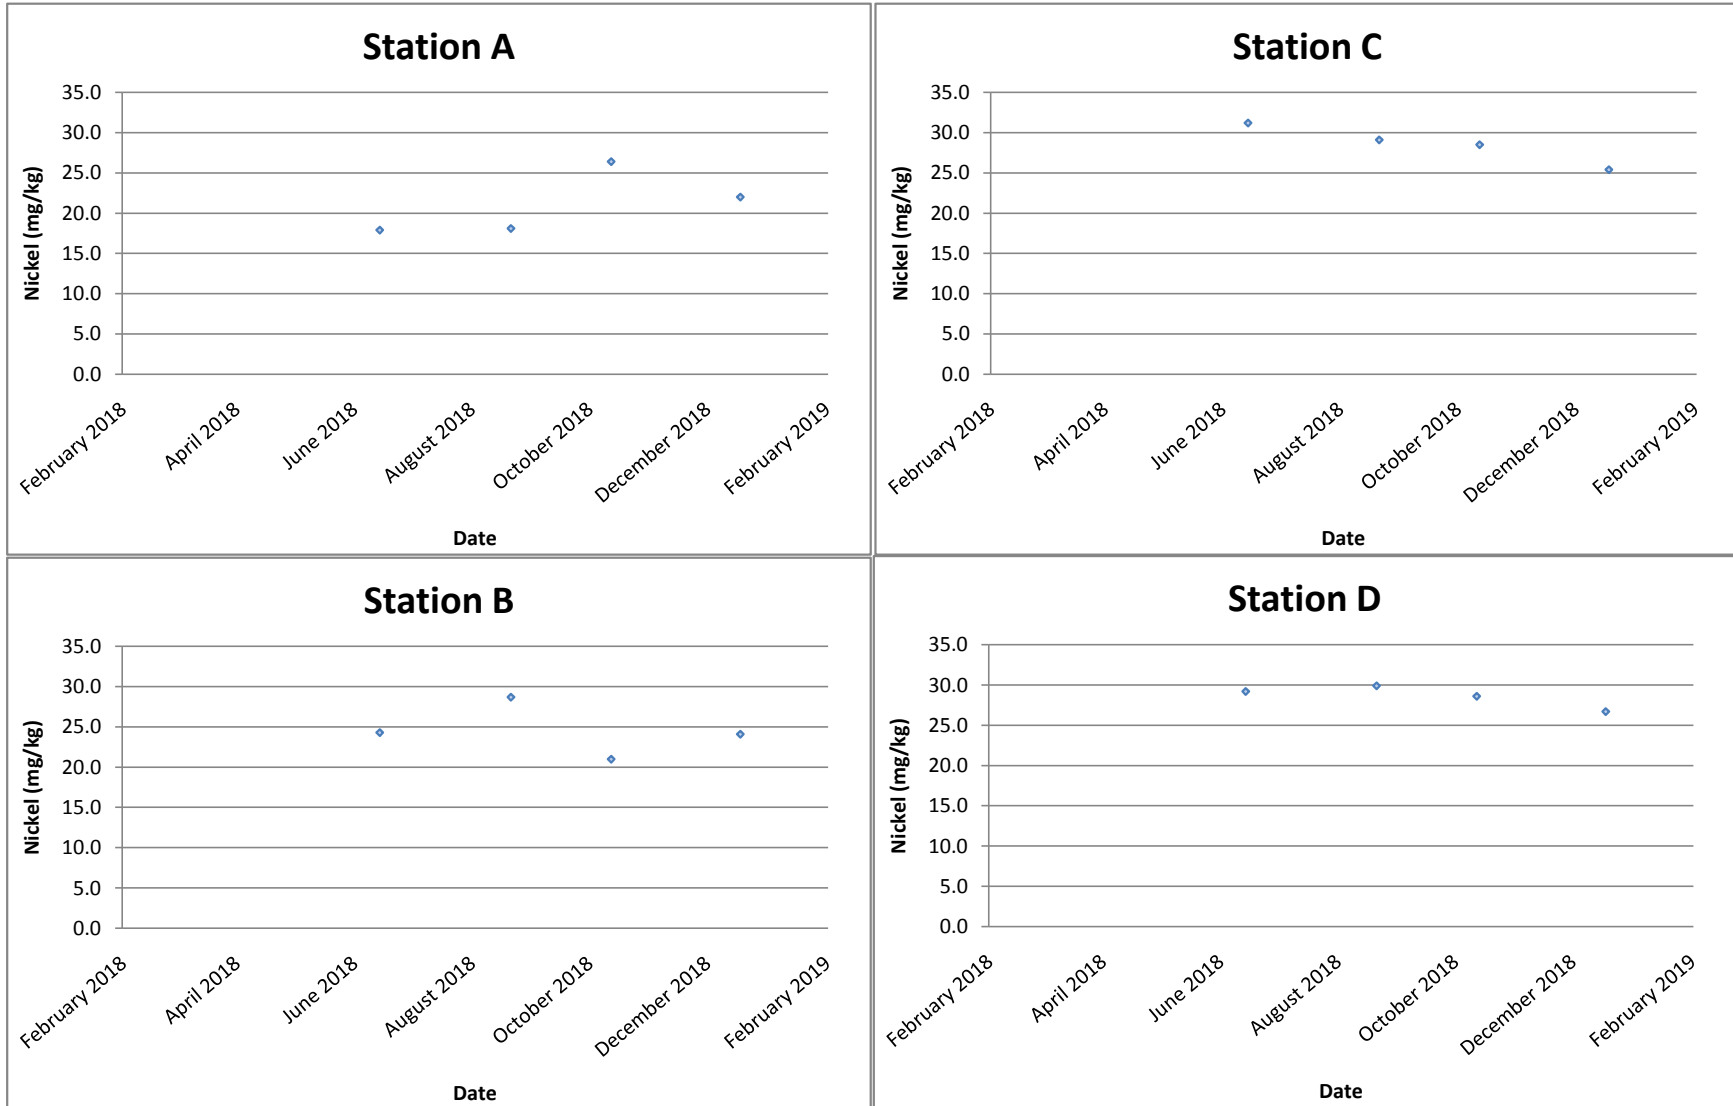 Station A
35.0
30.0
25.0
20.0
15.0
10.0
5.0
0.0
Nickel (mg/kg)
February 2018
April 2018
June 2018
August 2018
October 2018
December 2018
February 2019
Date
Station C
35.0
30.0
25.0
20.0
15.0
10.0
5.0
0.0
Nickel (mg/kg)
February 2018
April 2018
June 2018
August 2018
October 2018
December 2018
February 2019
Date
Station B
35.0
30.0
25.0
20.0
15.0
10.0
5.0
0.0
Nickel (mg/kg)
February 2018
April 2018
June 2018
August 2018
October 2018
December 2018
February 2019
Date
Station D
35.0
30.0
25.0
20.0
15.0
10.0
5.0
0.0
Nickel (mg/kg)
February 2018
April 2018
June 2018
August 2018
October 2018
December 2018
February 2019
Date